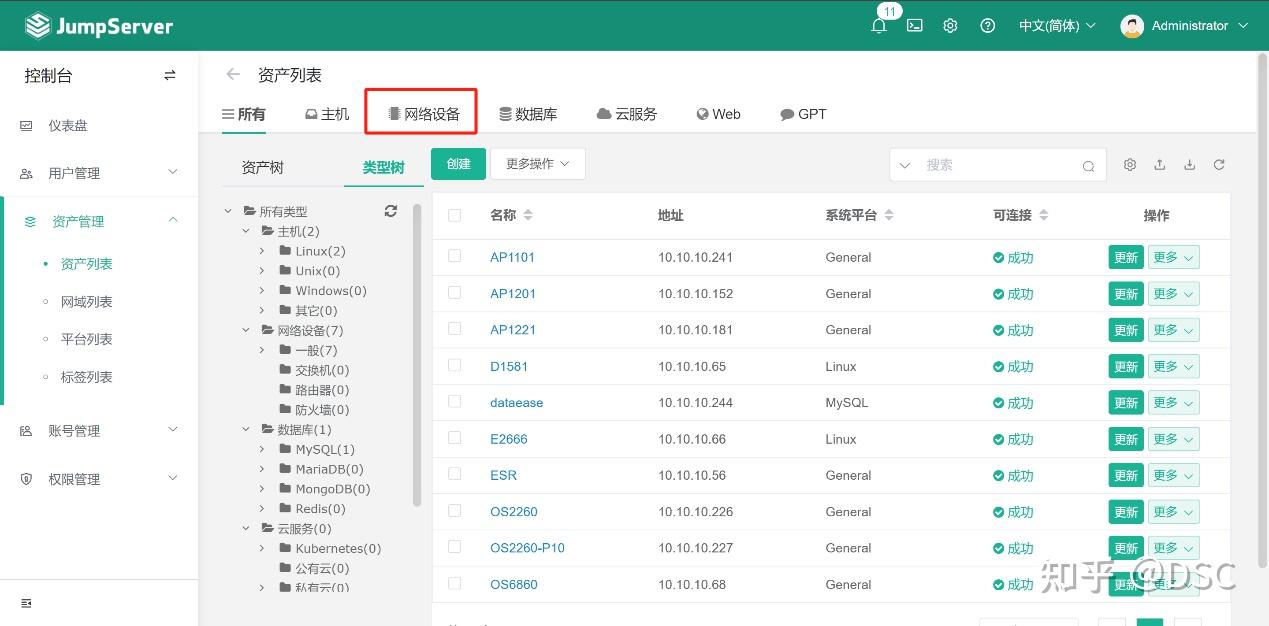 JumpServer
11
中文(简体)
Administrator
控制台
仪表盘
用户管理
资产管理
资产列表
网域列表
平台列表
标签列表
账号管理
权限管理
资产列表
所有 主机 网络设备 数据库 云服务 Web GPT
资产树 类型树
所有类型
主机(2)
Linux(2)
Unix(0)
Windows(0)
其它(0)
网络设备(7)
一般(7)
交换机(0)
路由器(0)
防火墙(0)
数据库(1)
MySQL(1)
MariaDB(0)
MongoDB(0)
Redis(0)
云服务(0)
Kubernetes(0)
公有云(0)
私有云(0)
创建 更多操作 搜索
名称 地址 系统平台 可连接 操作
AP1101 10.10.10.241 General 成功 更新 更多
AP1201 10.10.10.152 General 成功 更新 更多
AP1221 10.10.10.181 General 成功 更新 更多
D1581 10.10.10.65 Linux 成功 更新 更多
dataease 10.10.10.244 MySQL 成功 更新 更多
E2666 10.10.10.66 Linux 成功 更新 更多
ESR 10.10.10.56 General 成功 更新 更多
OS2260 10.10.10.226 General 成功 更新 更多
OS2260-P10 10.10.10.227 General 成功 更新 更多
OS6860 10.10.10.68 General 成功 更新 更多
知乎 @DSC